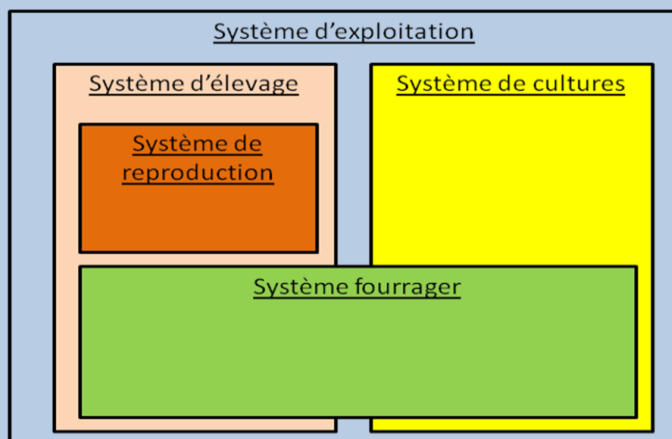 Système d'exploitation
Système d'élevage
Système de cultures
Système de
reproduction
Système fourrager